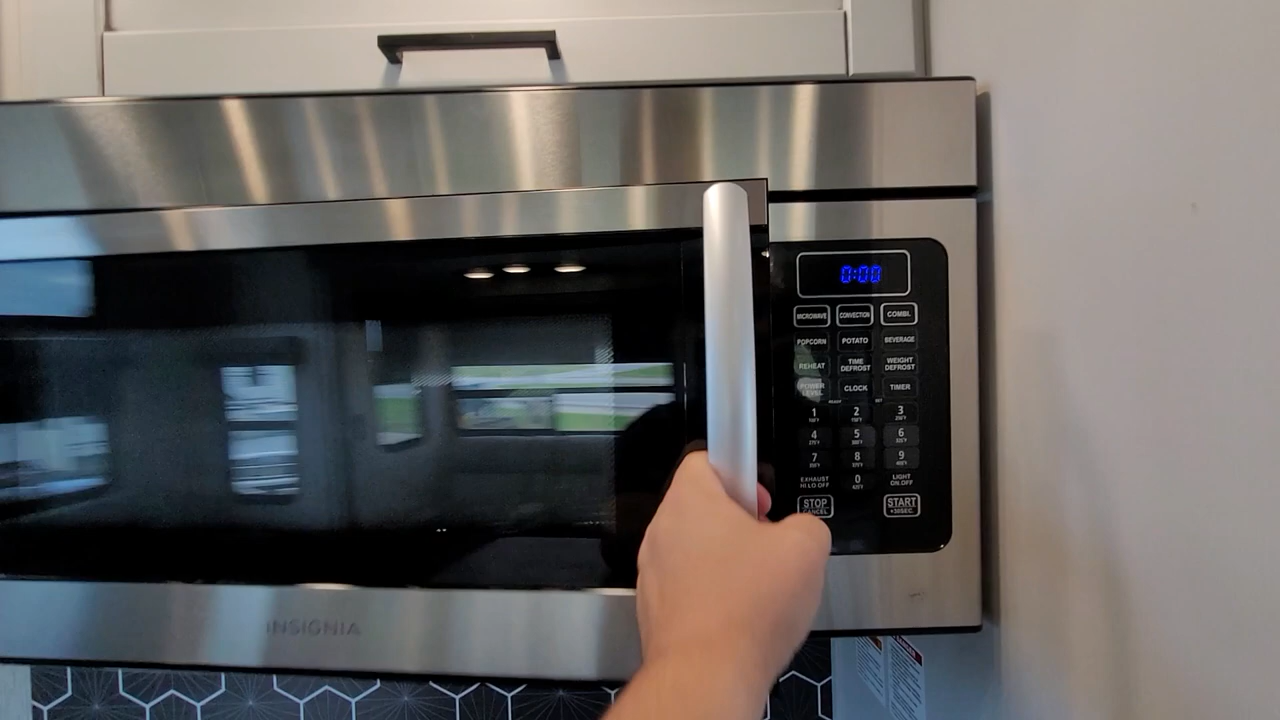 0:00
MICROWAVE CONVECTION COMBI.
POPCORN POTATO BEVERAGE
REHEAT TIME DEFROST WEIGHT DEFROST
POWER LEVEL CLOCK TIMER
1 2 3
4 5 6
7 8 9
EXHAUST HI LO OFF 0 LIGHT ON OFF
STOP CANCEL START +30SEC.
INSIGNIA